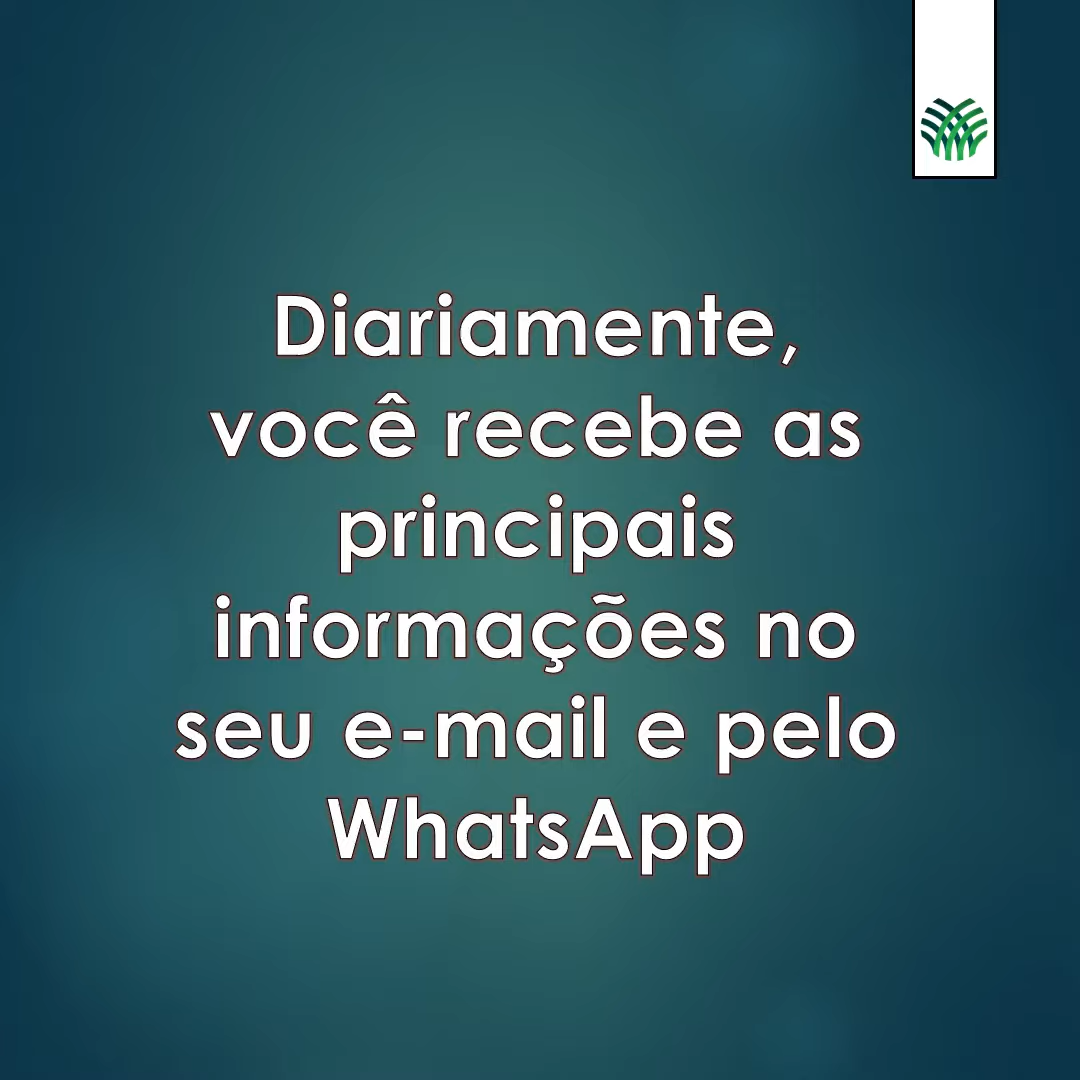 Diariamente,
você recebe as
principais
informações no
seu e-mail e pelo
WhatsApp